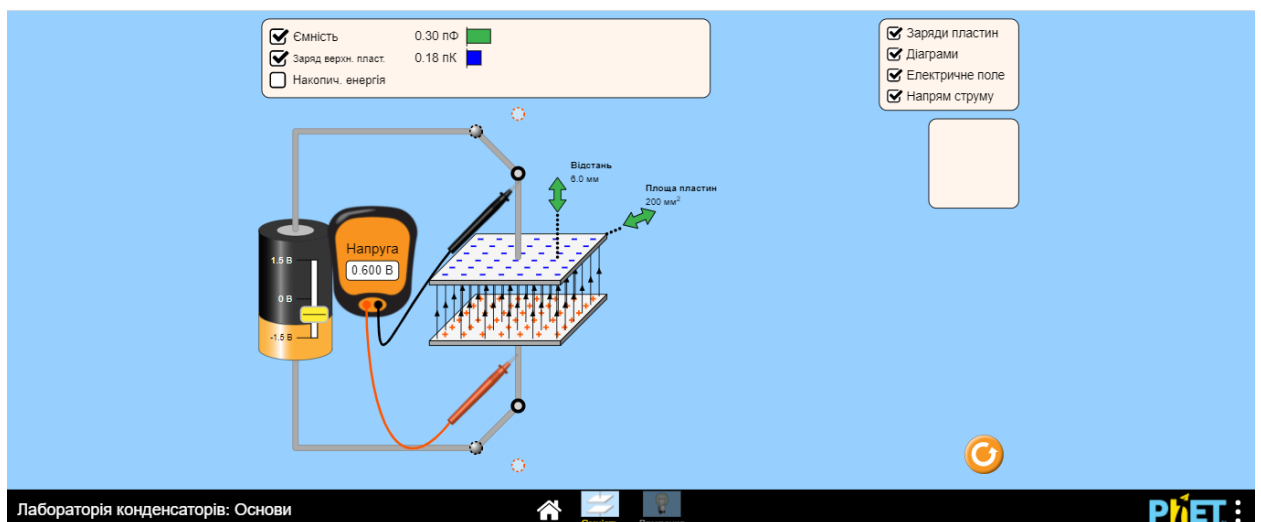 Ємність 0.30 пФ
Заряд верхн. пласт. 0.18 пК
Накопич. енергія
Заряди пластин
Діаграми
Електричне поле
Напрям струму
Відстань
6.0 мм
Площа пластин
200 мм²
1.5 В
0 В
-1.5 В
Напруга
0.600 В
Лабораторія конденсаторів: Основи
PhET